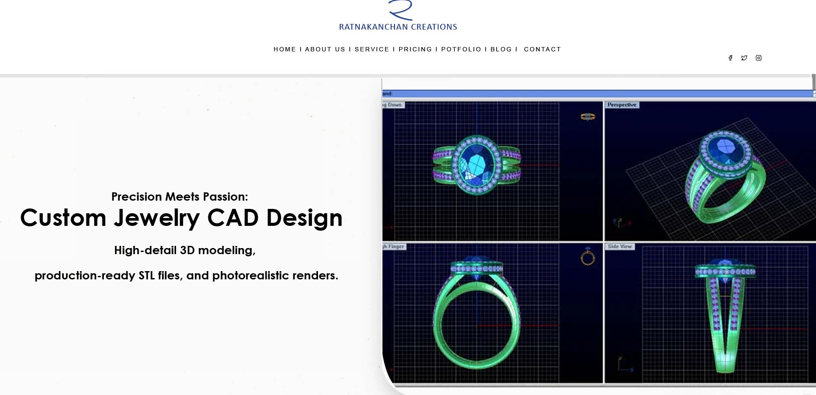 RATNAKANCHAN CREATIONS
HOME I ABOUT US I SERVICE I PRICING I POTFOLIO I BLOG I CONTACT
Precision Meets Passion:
Custom Jewelry CAD Design
High-detail 3D modeling,
production-ready STL files, and photorealistic renders.
Down
Perspective
Finger
Side View